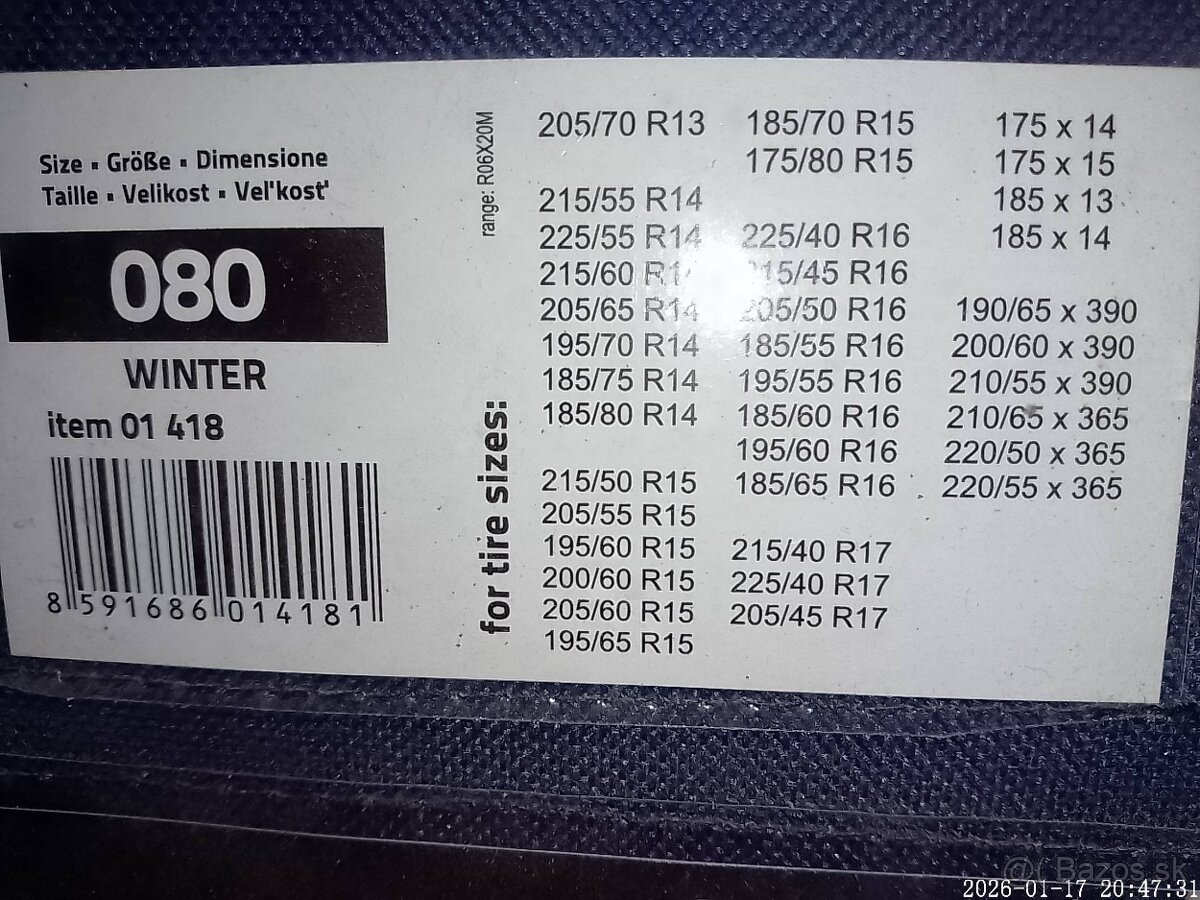 Size ▪ Größe ▪ Dimensione
Taille ▪ Velikost ▪ Vel'kost'
080
WINTER
item 01 418
8 591686 014181
range: R06X20M
for tire sizes:
205/70 R13
215/55 R14
225/55 R14
215/60
205/65 R14
195/70 R14
185/75 R14
185/80 R14
215/50 R15
205/55 R15
195/60 R15
200/60 R15
205/60 R15
195/65 R15
185/70 R15
175/80 R15
225/40 R16
R16
205/50 R16
185/55 R16
195/55 R16
185/60 R16
195/60 R16
185/65 R16
215/40 R17
225/40 R17
205/45 R17
175 x 14
175 x 15
185 x 13
185 x 14
190/65 x 390
200/60 x 390
210/55 x 390
210/65 x 365
220/50 x 365
220/55 x 365
Bazos.sk
2026-01-17 20:47:31